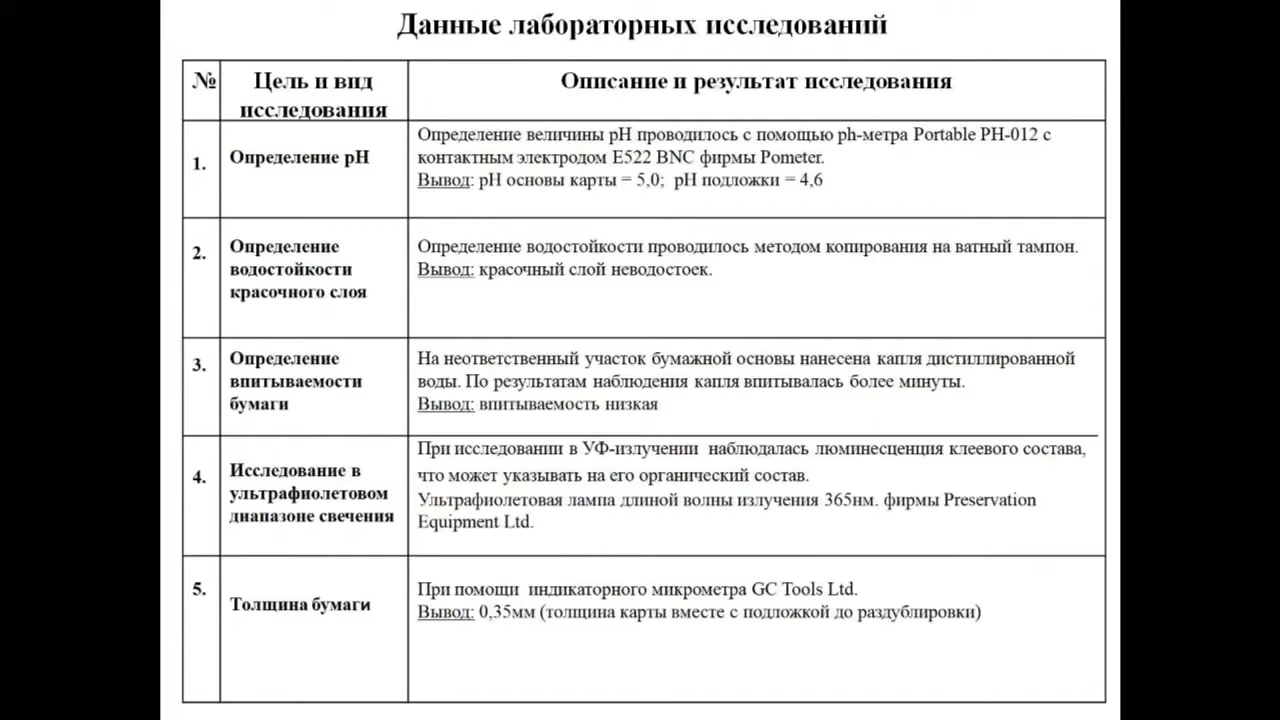 Данные лабораторных исследований
№
Цель и вид
исследования
Описание и результат исследования
1.
Определение pH
Определение величины pH проводилось с помощью ph-метра Portable PH-012 с
контактным электродом E522 BNC фирмы Pometer.
Вывод: pH основы карты = 5,0; pH подложки = 4,6
2.
Определение
водостойкости
красочного слоя
Определение водостойкости проводилось методом копирования на ватный тампон.
Вывод: красочный слой неводостоек.
3.
Определение
впитываемости
бумаги
На неответственный участок бумажной основы нанесена капля дистиллированной
воды. По результатам наблюдения капля впитывалась более минуты.
Вывод: впитываемость низкая
4.
Исследование в
ультрафиолетовом
диапазоне свечения
При исследовании в УФ-излучении наблюдалась люминесценция клеевого состава,
что может указывать на его органический состав.
Ультрафиолетовая лампа длиной волны излучения 365нм. фирмы Preservation
Equipment Ltd.
5.
Толщина бумаги
При помощи индикаторного микрометра GC Tools Ltd.
Вывод: 0,35мм (толщина карты вместе с подложкой до раздублировки)